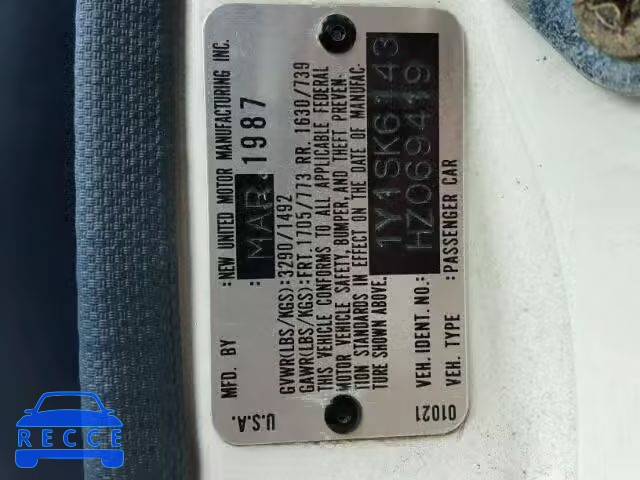 MFD. BY :NEW UNITED MOTOR MANUFACTURING INC.
MAR 1987
U.S.A.
GVWR(LBS/KGS):3290/1492
GAWR(LBS/KGS):FRT.1705/773 RR. 1630/739
THIS VEHICLE CONFORMS TO ALL APPLICABLE FEDERAL
MOTOR VEHICLE SAFETY, BUMPER, AND THEFT PREVEN-
TION STANDARDS IN EFFECT ON THE DATE OF MANUFAC-
TURE SHOWN ABOVE.
1Y1SKG143
VEH. IDENT. NO.: HZ069419
VEH. TYPE :PASSENGER CAR
01021
RECCE